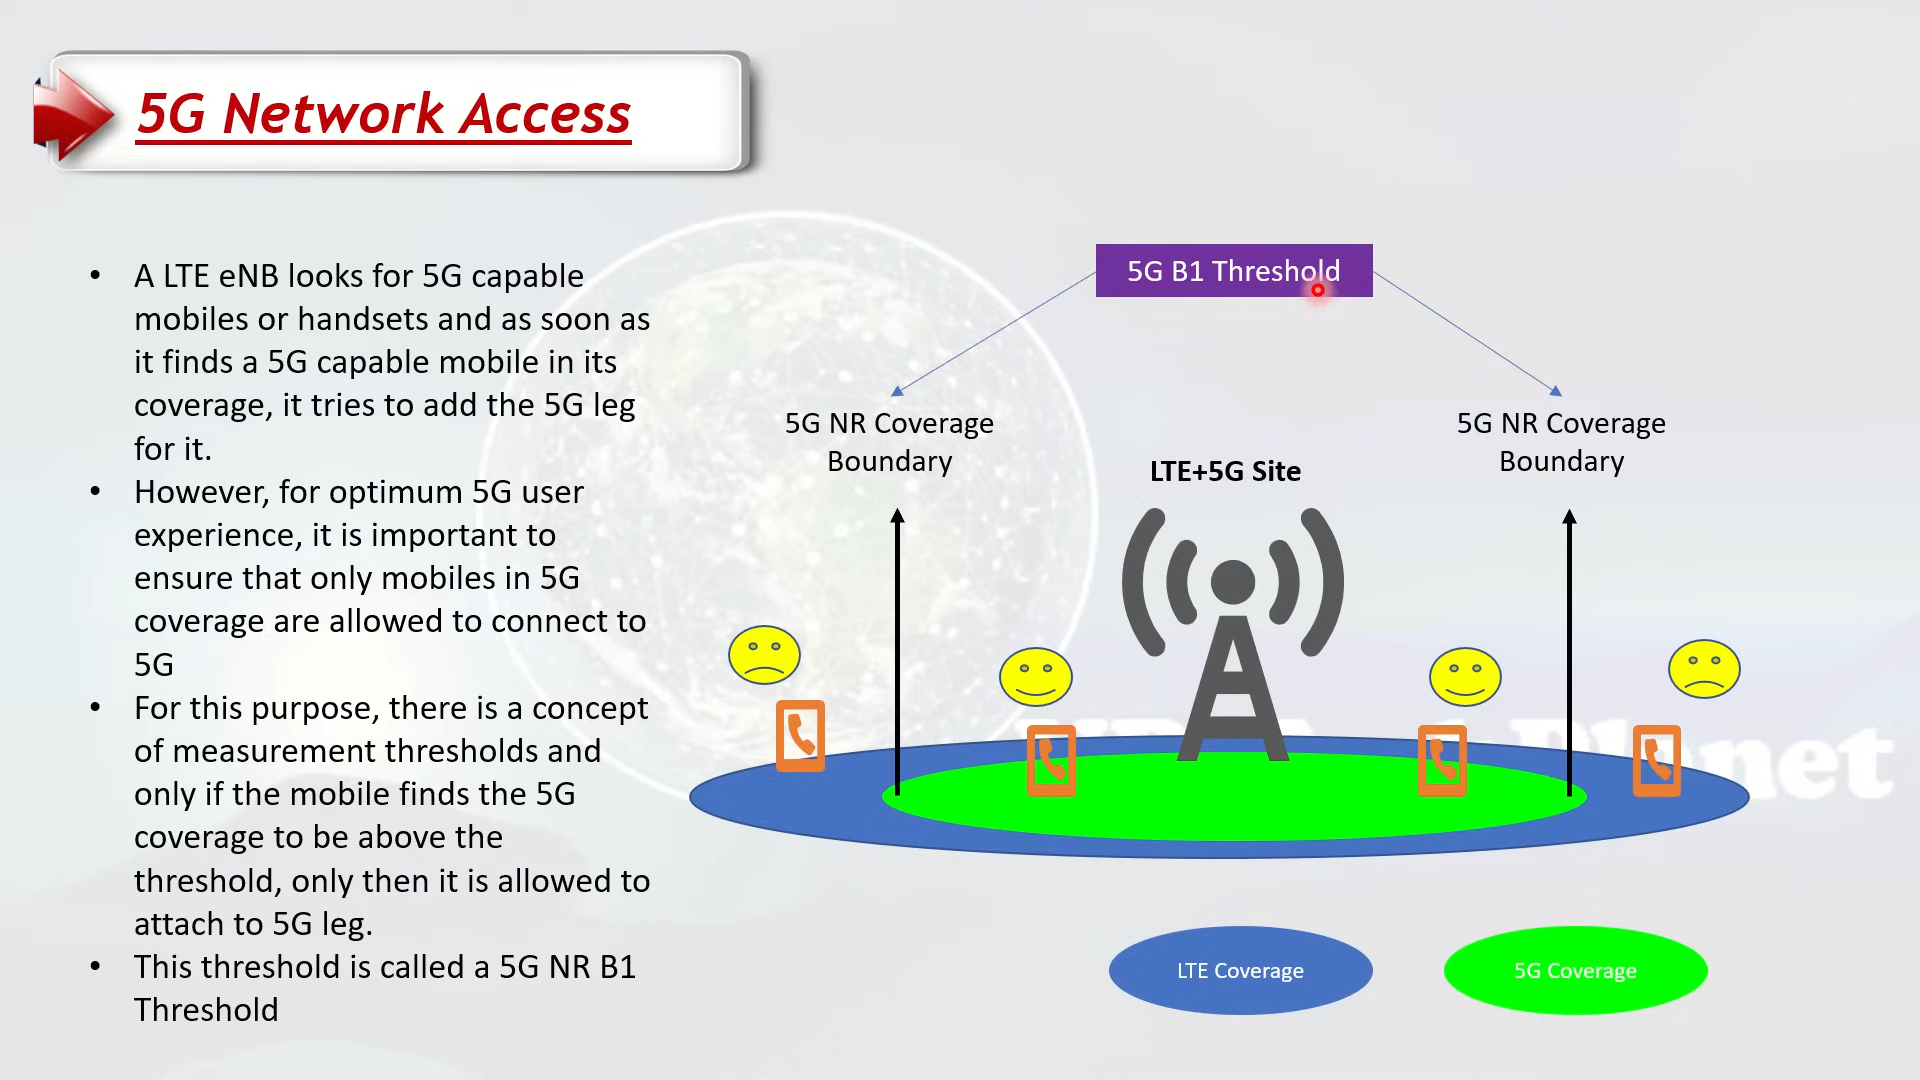 5G Network Access
• A LTE eNB looks for 5G capable
mobiles or handsets and as soon as
it finds a 5G capable mobile in its
coverage, it tries to add the 5G leg
for it.
• However, for optimum 5G user
experience, it is important to
ensure that only mobiles in 5G
coverage are allowed to connect to
5G
• For this purpose, there is a concept
of measurement thresholds and
only if the mobile finds the 5G
coverage to be above the
threshold, only then it is allowed to
attach to 5G leg.
• This threshold is called a 5G NR B1
Threshold
5G B1 Threshold
5G NR Coverage
Boundary
LTE+5G Site
5G NR Coverage
Boundary
LTE Coverage
5G Coverage